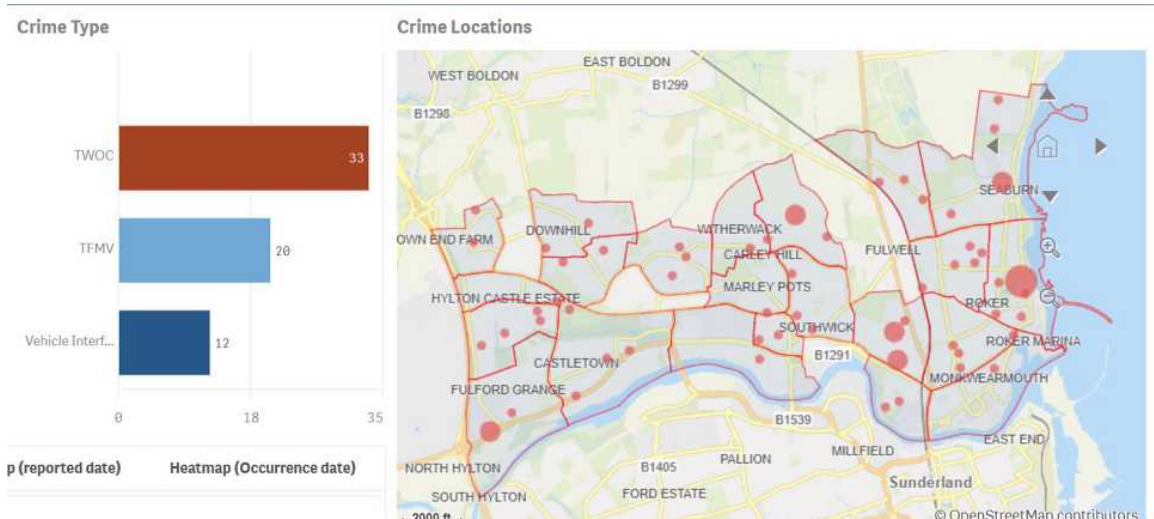 Crime Type
TWOC
33
TFMV
20
Vehicle Interf...
12
0
18
35
p (reported date)
Heatmap (Occurrence date)
Crime Locations
EAST BOLDON
WEST BOLDON
B1299
B1298
SEABURN
OWN END FARM
DOWNHILL
WITHERWACK
FULWELL
CARLEY HILL
MARLEY POTS
HYLTON CASTLE ESTATE
ROKER
SOUTHWICK
ROKER MARINA
B1291
CASTLETOWN
MONKWEARMOUTH
FULFORD GRANGE
B1539
EAST END
MILLFIELD
PALLION
NORTH HYLTON
B1405
Sunderland
SOUTH HYLTON
FORD ESTATE
2000 ft
© OpenStreetMap contributors